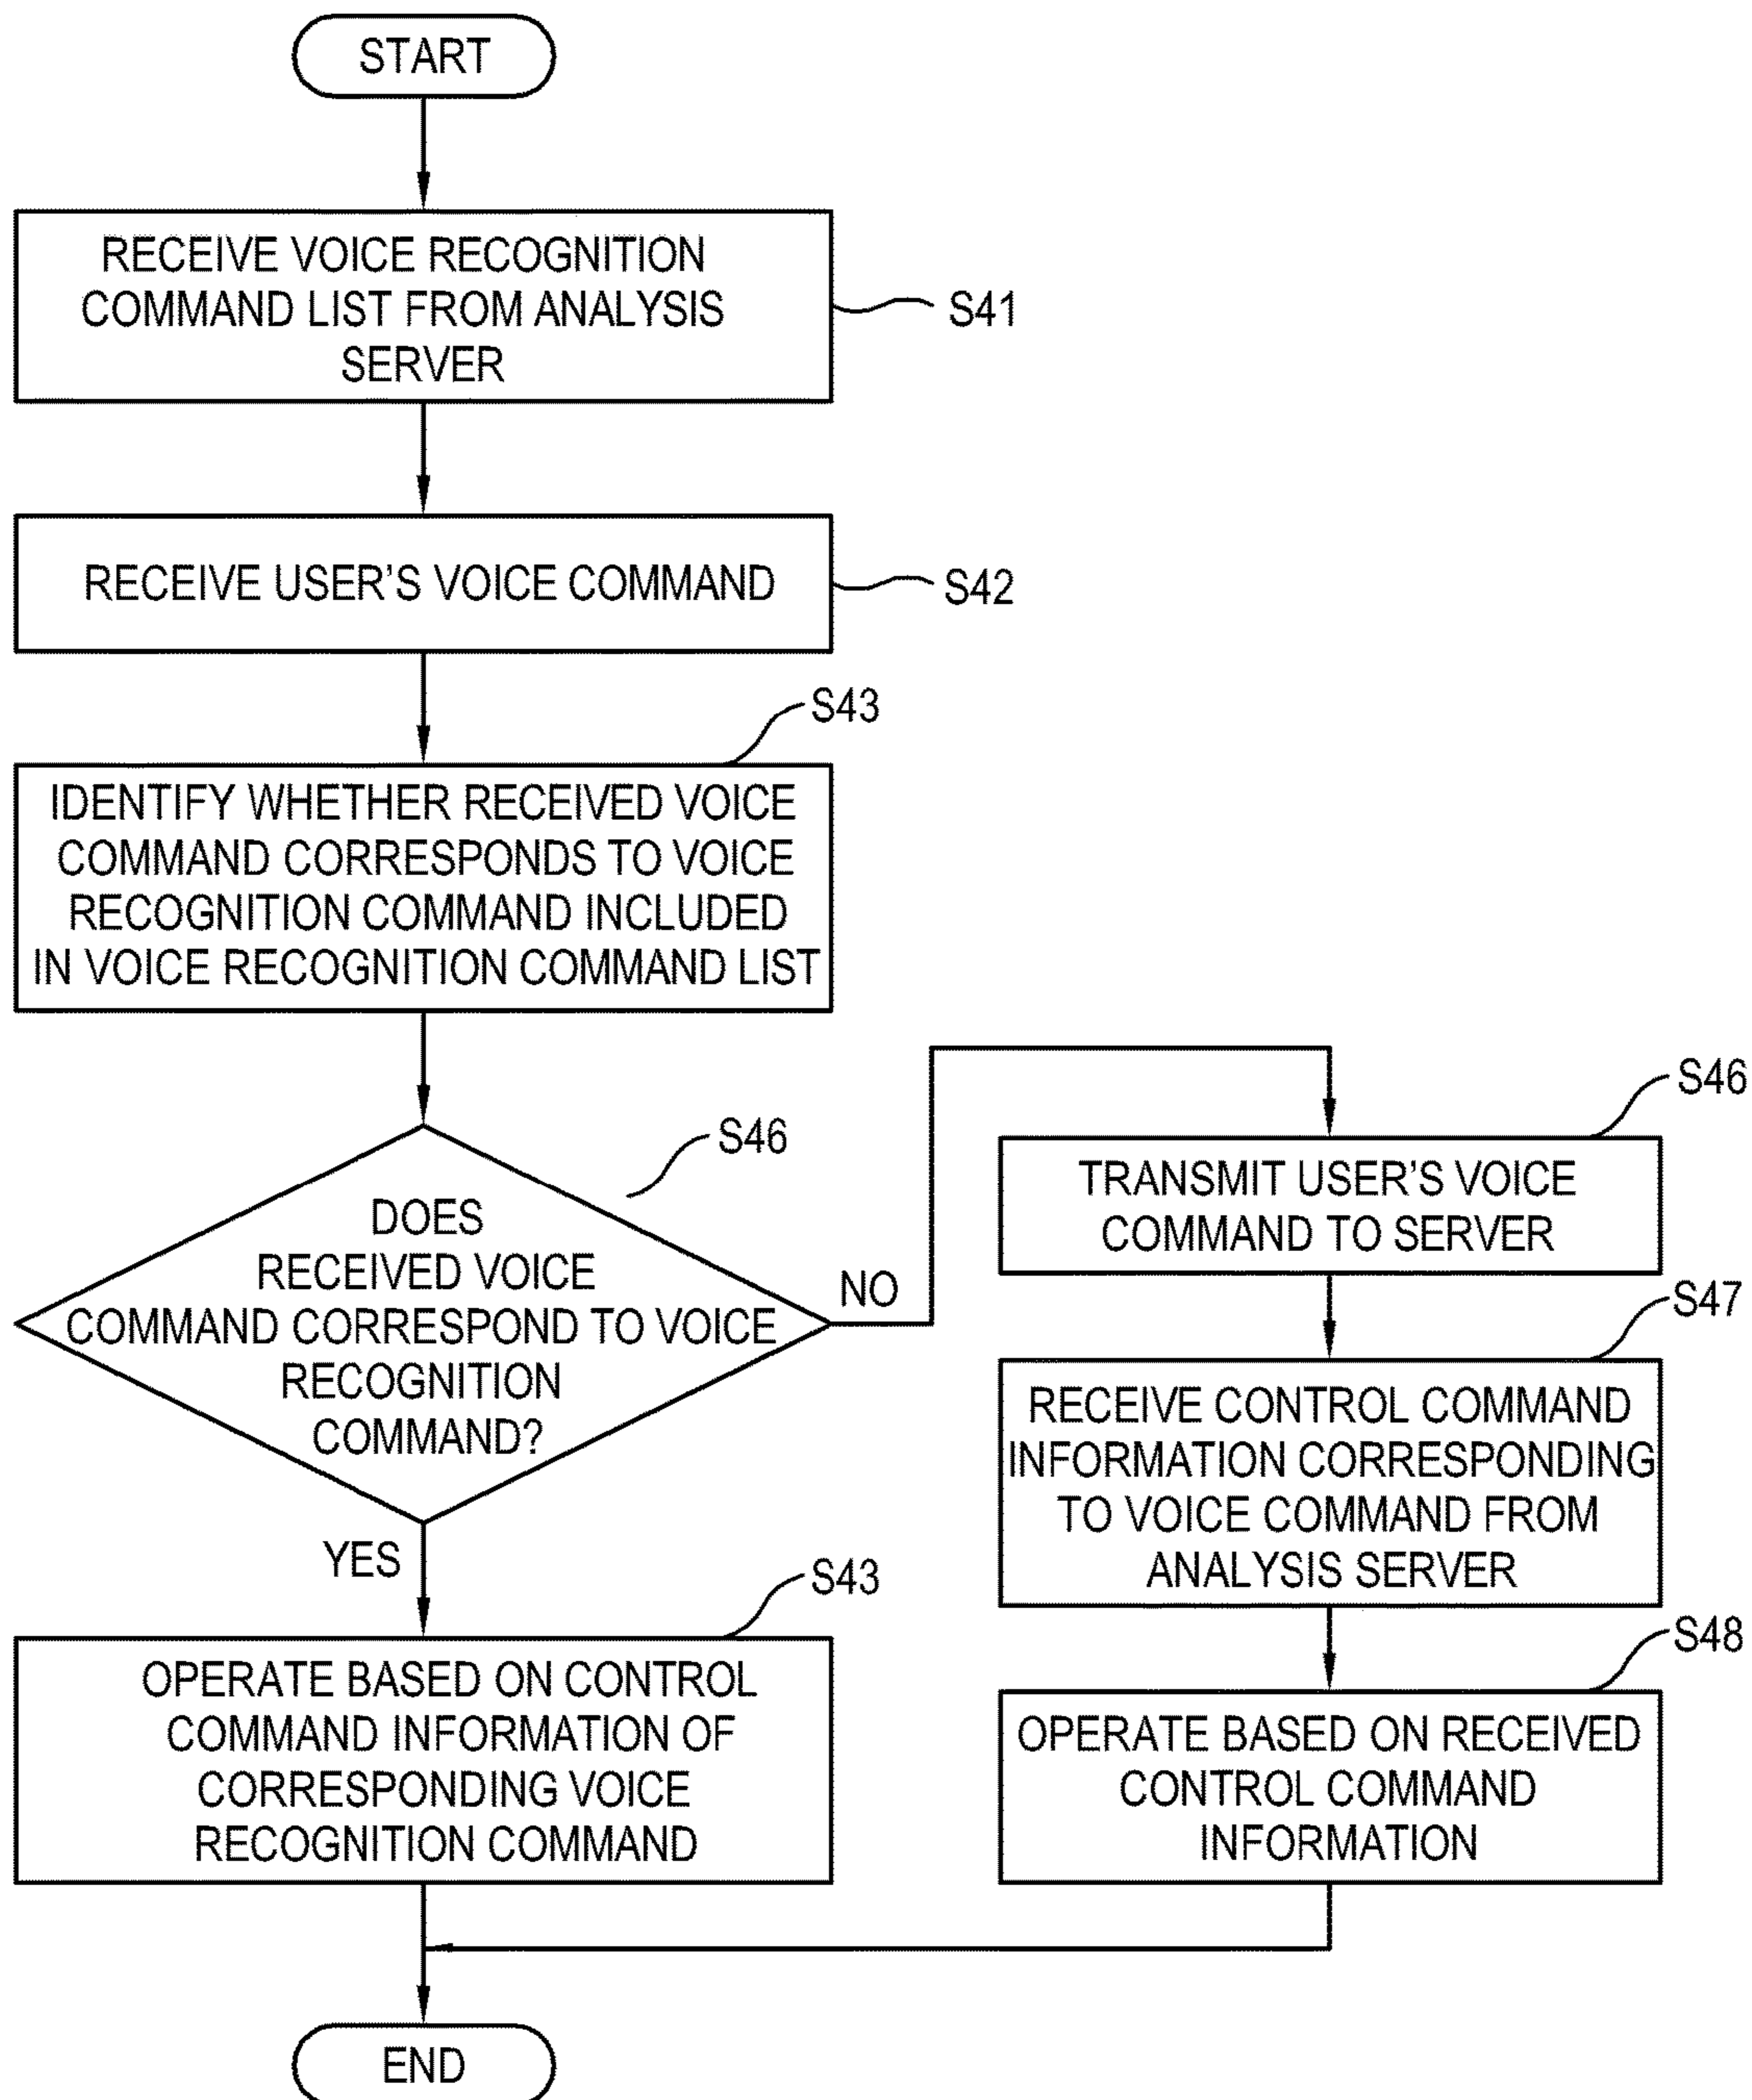 START
RECEIVE VOICE RECOGNITION
COMMAND LIST FROM ANALYSIS
SERVER
S41
RECEIVE USER'S VOICE COMMAND
S42
S43
IDENTIFY WHETHER RECEIVED VOICE
COMMAND CORRESPONDS TO VOICE
RECOGNITION COMMAND INCLUDED
IN VOICE RECOGNITION COMMAND LIST
S46
DOES
RECEIVED VOICE
COMMAND CORRESPOND TO VOICE
RECOGNITION
COMMAND?
NO
YES
S43
OPERATE BASED ON CONTROL
COMMAND INFORMATION OF
CORRESPONDING VOICE
RECOGNITION COMMAND
S46
TRANSMIT USER'S VOICE
COMMAND TO SERVER
S47
RECEIVE CONTROL COMMAND
INFORMATION CORRESPONDING
TO VOICE COMMAND FROM
ANALYSIS SERVER
S48
OPERATE BASED ON RECEIVED
CONTROL COMMAND
INFORMATION
END